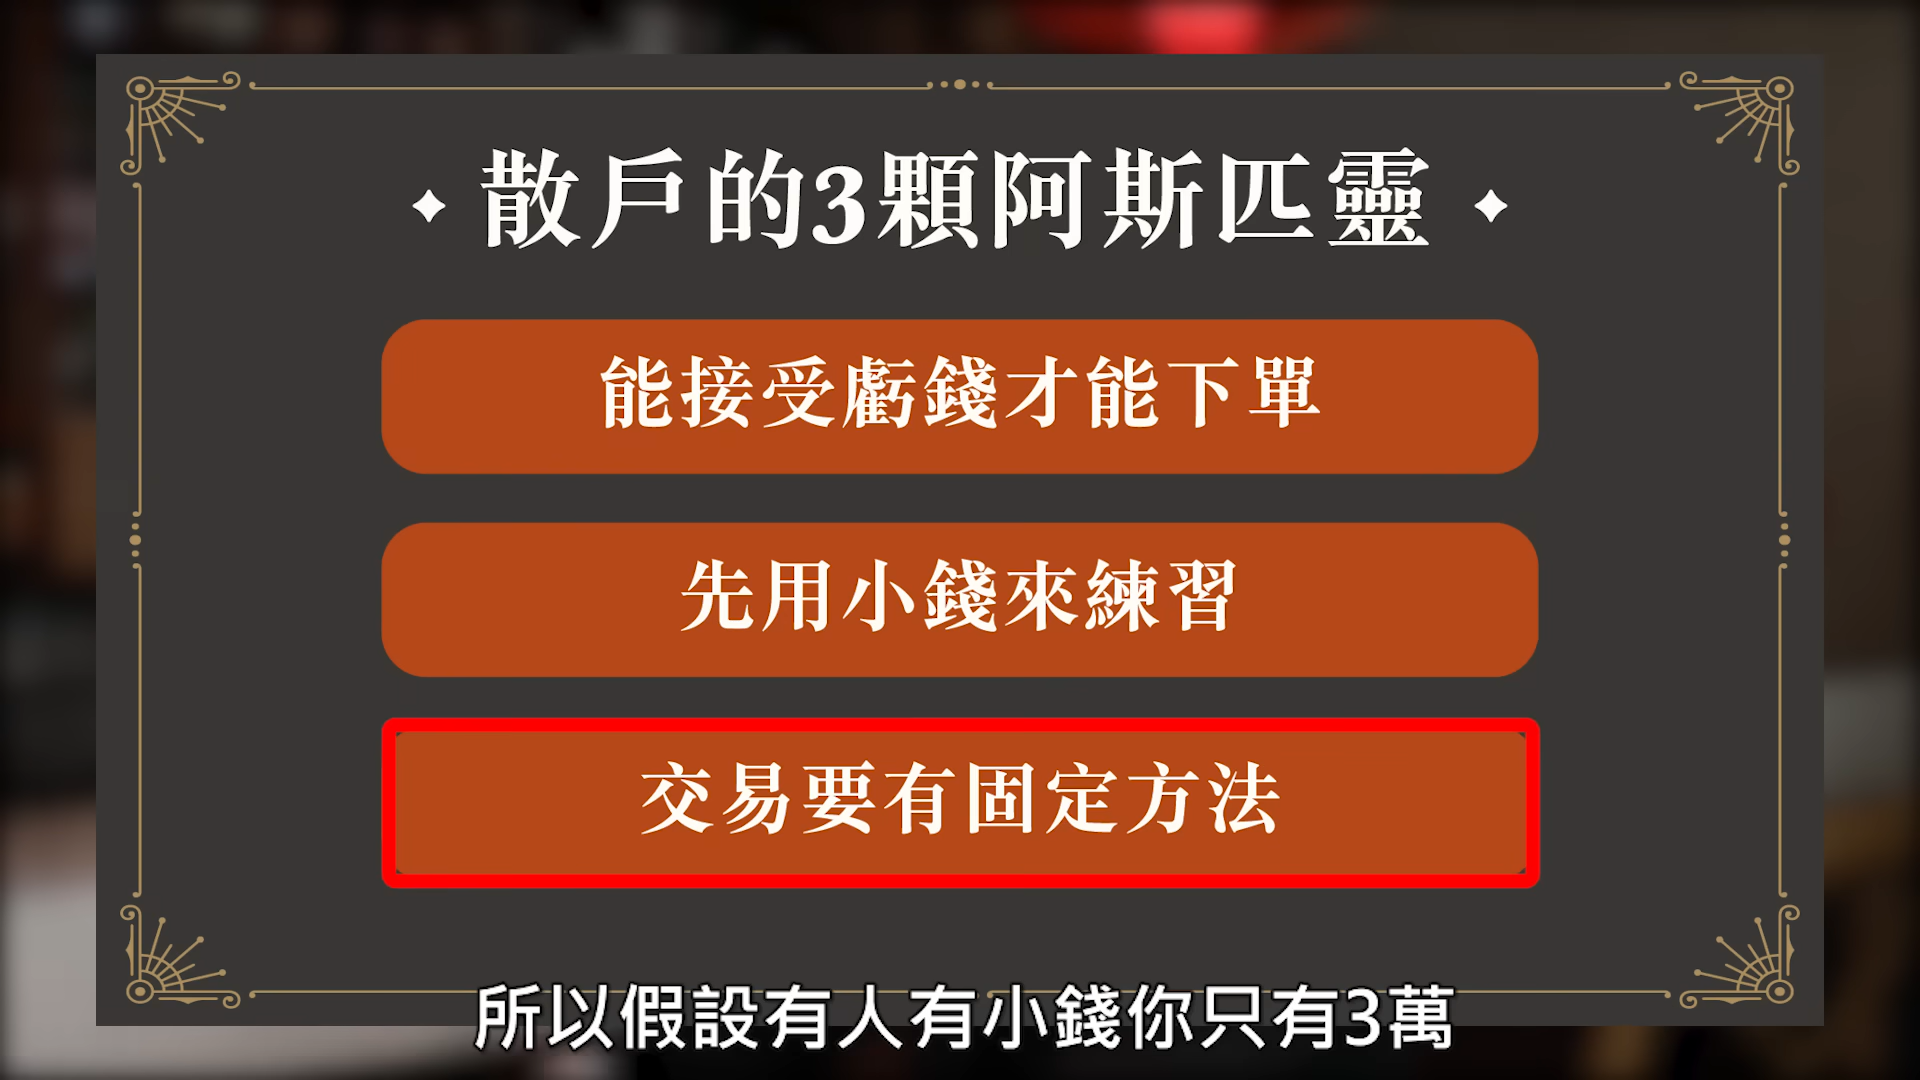 散戶的3顆阿斯匹靈
能接受虧錢才能下單
先用小錢來練習
交易要有固定方法
所以假設有人有小錢你只有3萬